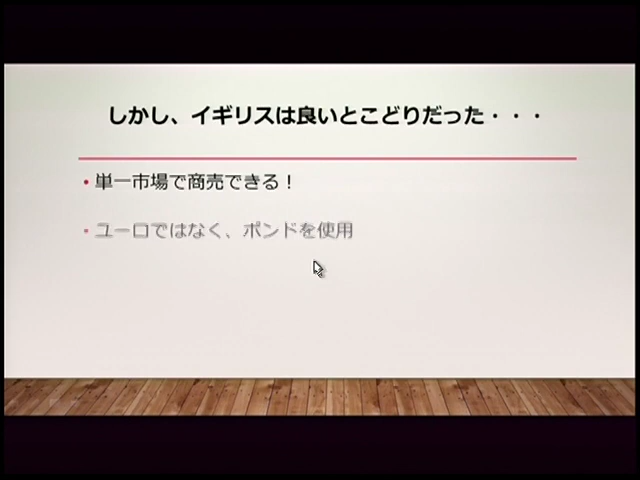 しかし、イギリスは良いとこどりだった・・・
・単一市場で商売できる！
・ユーロではなく、ポンドを使用